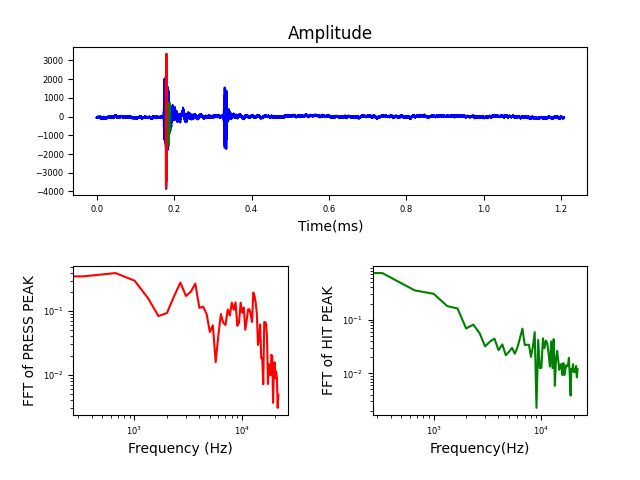 Amplitude
3000
2000
1000
0
−1000
−2000
−3000
−4000
0.0 0.2 0.4 0.6 0.8 1.0 1.2
Time(ms)
FFT of PRESS PEAK
10⁻¹
10⁻²
10³ 10⁴
Frequency (Hz)
FFT of HIT PEAK
10⁻¹
10⁻²
10³ 10⁴
Frequency(Hz)